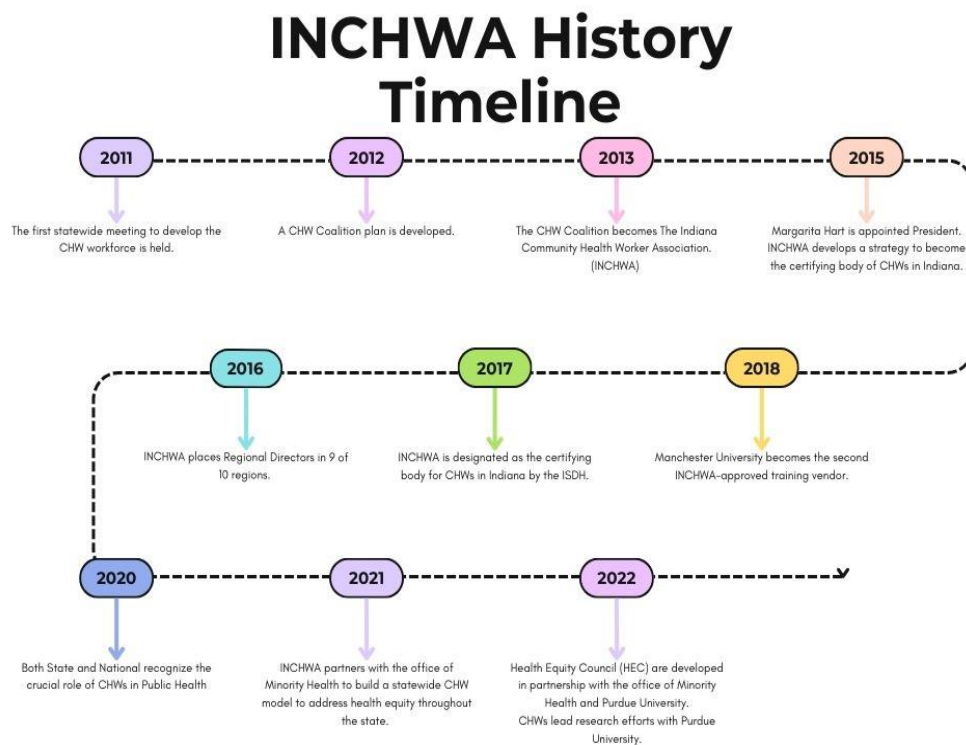 INCHWA History
Timeline
2011
2012
2013
2015
The first statewide meeting to develop the
CHW workforce is held.
A CHW Coalition plan is developed.
The CHW Coalition becomes The Indiana
Community Health Worker Association.
(INCHWA)
Margarita Hart is appointed President.
INCHWA develops a strategy to become
the certifying body of CHWs in Indiana.
2016
2017
2018
INCHWA places Regional Directors in 9 of
10 regions.
INCHWA is designated as the certifying
body for CHWs in Indiana by the ISDH.
Manchester University becomes the second
INCHWA-approved training vendor.
2020
2021
2022
Both State and National recognize the
crucial role of CHWs in Public Health
INCHWA partners with the office of
Minority Health to build a statewide CHW
model to address health equity throughout
the state.
Health Equity Council (HEC) are developed
in partnership with the office of Minority
Health and Purdue University.
CHWs lead research efforts with Purdue
University.